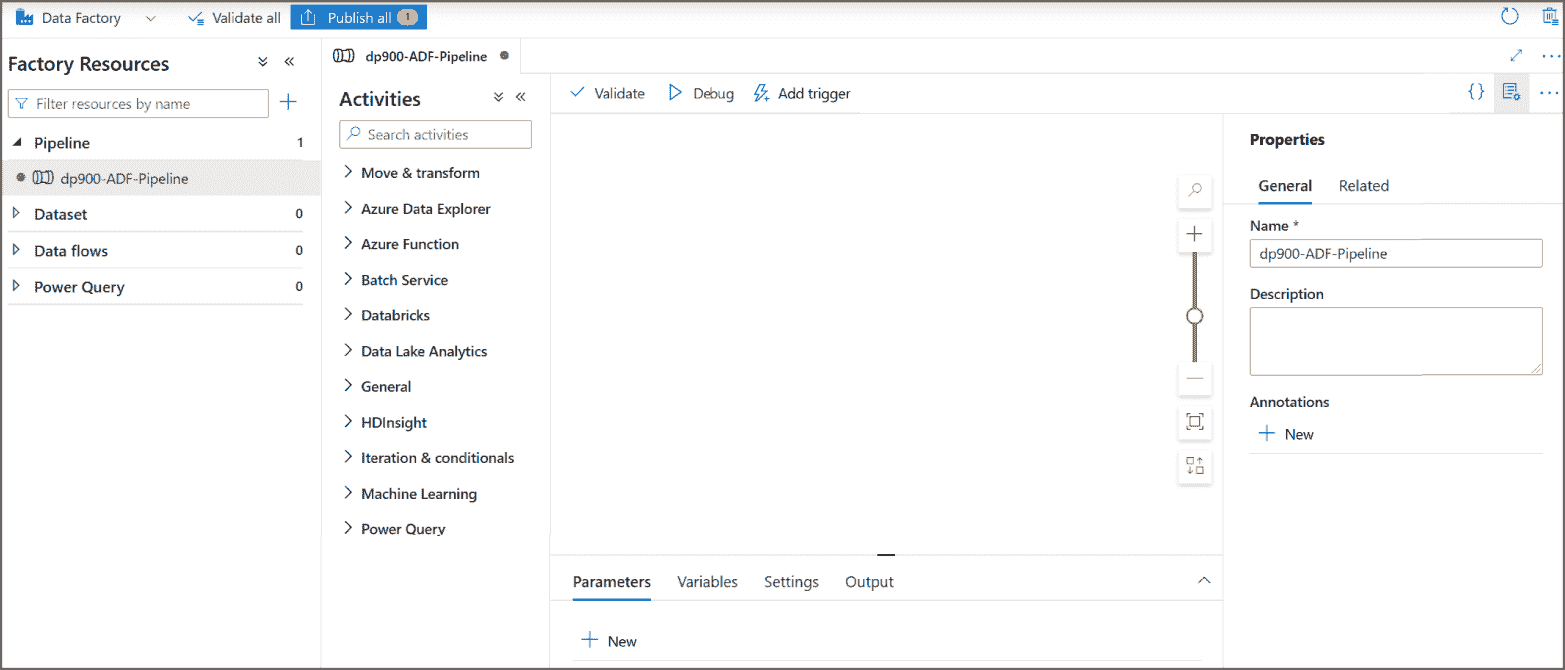 Data Factory
Validate all
Publish all 1
Factory Resources
Filter resources by name
Pipeline 1
dp900-ADF-Pipeline
Dataset 0
Data flows 0
Power Query 0
dp900-ADF-Pipeline
Activities
Search activities
Move & transform
Azure Data Explorer
Azure Function
Batch Service
Databricks
Data Lake Analytics
General
HDInsight
Iteration & conditionals
Machine Learning
Power Query
Validate Debug Add trigger
Parameters Variables Settings Output
New
Properties
General Related
Name *
dp900-ADF-Pipeline
Description
Annotations
New